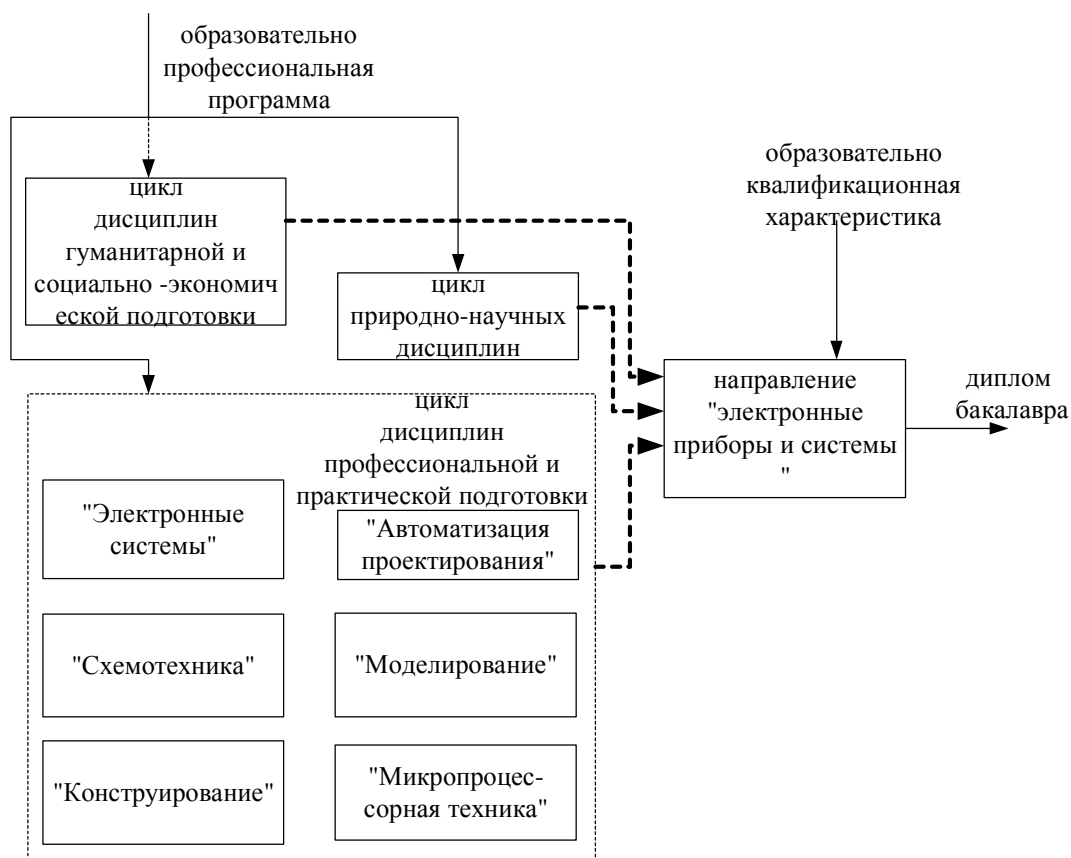 образовательно
профессиональная
программа
образовательно
квалификационная
характеристика
цикл
дисциплин
гуманитарной и
социально -экономич
еской подготовки
цикл
природно-научных
дисциплин
направление
"электронные
приборы и системы
"
диплом
бакалавра
цикл
дисциплин
профессиональной и
практической подготовки
"Электронные
системы"
"Автоматизация
проектирования"
"Схемотехника"
"Моделирование"
"Конструирование"
"Микропроцес-
сорная техника"